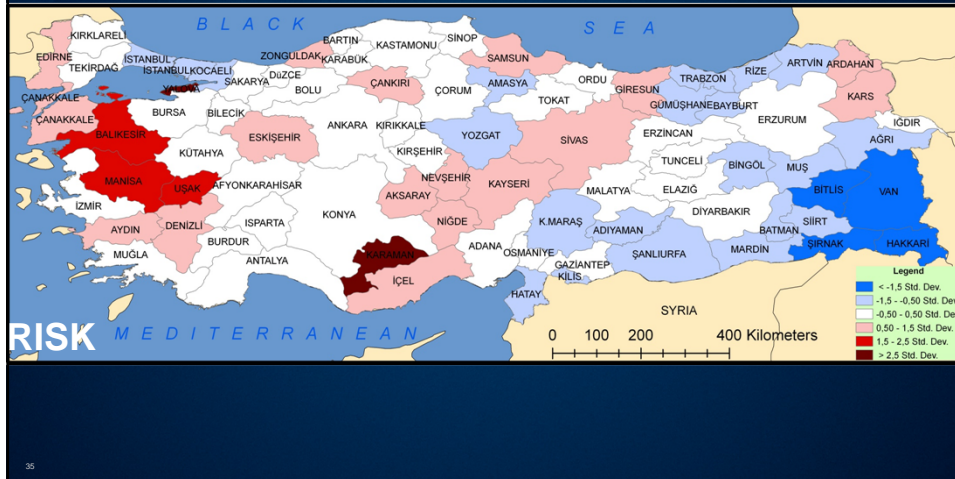 BLACK SEA
KIRKLARELİ
EDİRNE
TEKİRDAĞ
İSTANBUL
İSTANBUL
KOCAELİ
YALOVA
SAKARYA
DÜZCE
ZONGULDAK
BARTIN
KARABÜK
KASTAMONU
SİNOP
BOLU
ÇANKIRI
ÇORUM
SAMSUN
AMASYA
ORDU
TOKAT
GİRESUN
TRABZON
GÜMÜŞHANE
BAYBURT
RİZE
ARTVİN
ARDAHAN
KARS
IĞDIR
ÇANAKKALE
ÇANAKKALE
BALIKESİR
BURSA
BİLECİK
ESKİŞEHİR
KÜTAHYA
ANKARA
KIRIKKALE
KIRŞEHİR
YOZGAT
SİVAS
ERZİNCAN
ERZURUM
AĞRI
TUNCELİ
BİNGÖL
MUŞ
BİTLİS
VAN
MANİSA
UŞAK
AFYONKARAHİSAR
İZMİR
AYDIN
DENİZLİ
ISPARTA
BURDUR
MUĞLA
ANTALYA
KONYA
AKSARAY
NEVŞEHİR
NİĞDE
KAYSERİ
KARAMAN
İÇEL
ADANA
OSMANİYE
K.MARAŞ
MALATYA
ELAZIĞ
ADIYAMAN
GAZİANTEP
KİLİS
HATAY
ŞANLIURFA
DİYARBAKIR
MARDİN
BATMAN
SİİRT
ŞIRNAK
HAKKARİ
SYRIA
MEDITERRANEAN
RISK
0 100 200 400 Kilometers
Legend
< -1,5 Std. Dev.
-1,5 - -0,50 Std. Dev
-0,50 - 0,50 Std. Dev
0,50 - 1,5 Std. Dev.
1,5 - 2,5 Std. Dev.
> 2,5 Std. Dev.
35